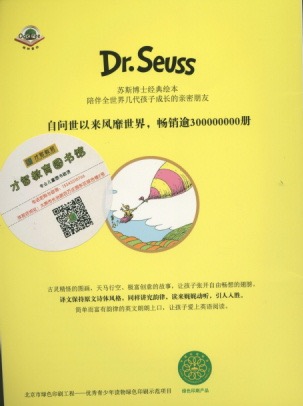 Dr. Seuss
苏斯博士经典绘本
陪伴全世界几代孩子成长的亲密朋友
自问世以来风靡世界，畅销逾300000000册
才智教育图书馆
古灵精怪的图画，天马行空、极富创意的故事，让孩子张开自由畅想的翅膀。
译文保持原文诗体风格，同样讲究韵律，读来朗朗动听、引人入胜。
简单而富有韵律的英文朗朗上口，让孩子爱上英语阅读。
绿色印刷产品
北京市绿色印刷工程——优秀青少年读物绿色印刷示范项目